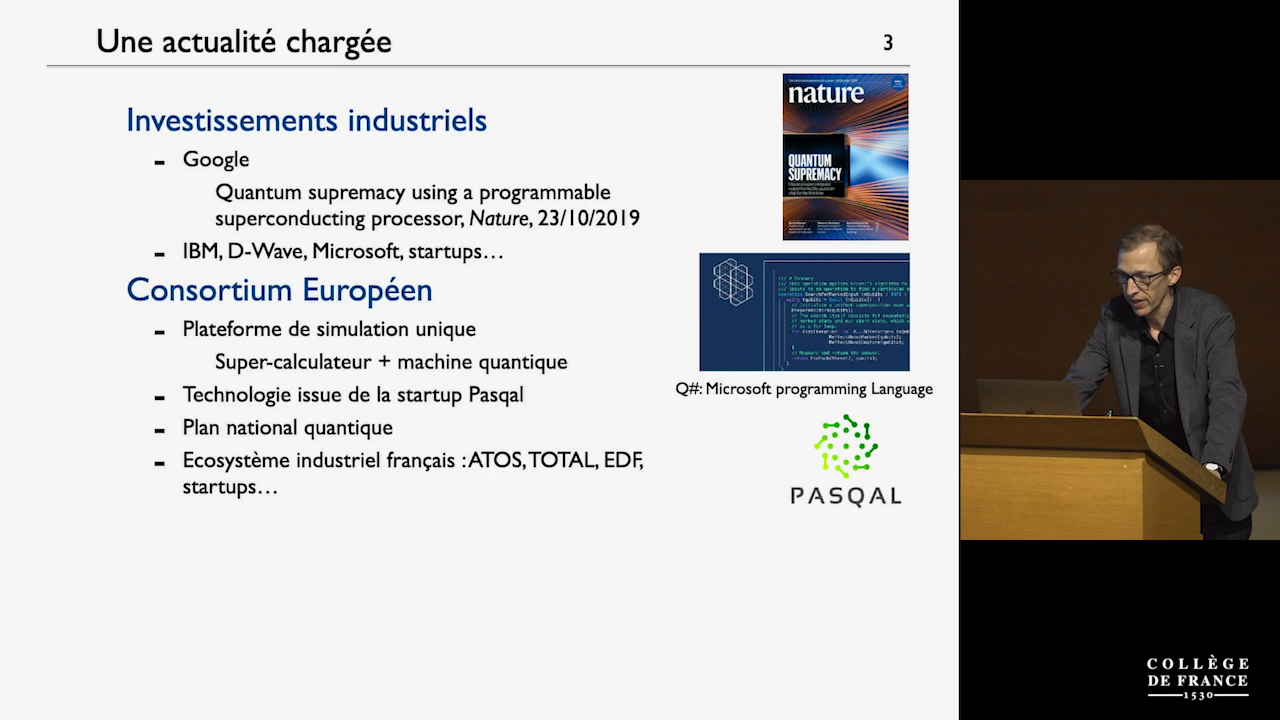 Une actualité chargée
3
Investissements industriels
- Google
Quantum supremacy using a programmable
superconducting processor, Nature, 23/10/2019
- IBM, D-Wave, Microsoft, startups…
Consortium Européen
- Plateforme de simulation unique
Super-calculateur + machine quantique
- Technologie issue de la startup Pasqal
- Plan national quantique
- Ecosystème industriel français : ATOS, TOTAL, EDF,
startups…
nature
QUANTUM
SUPREMACY
Q#: Microsoft programming Language
PASQAL
COLLÈGE
DE FRANCE
1530